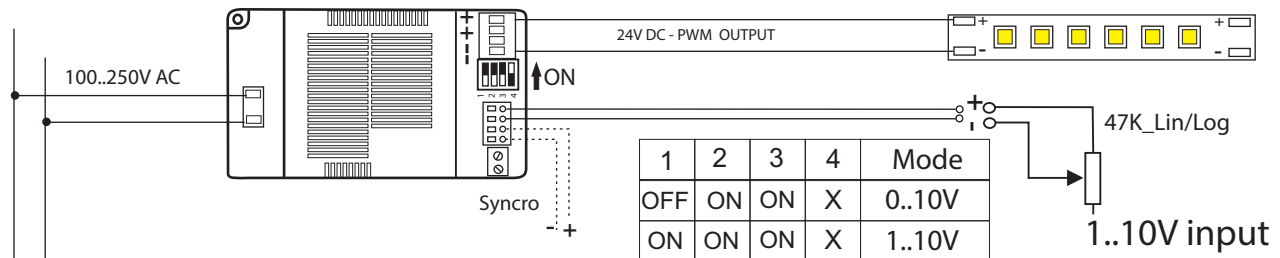 + + - -
24V DC - PWM OUTPUT
+ +
- -
100..250V AC
ON
1 2 3 4
+
-
47K_Lin/Log
1 2 3 4 Mode
OFF ON ON X 0..10V
ON ON ON X 1..10V
Syncro
- +
1..10V input